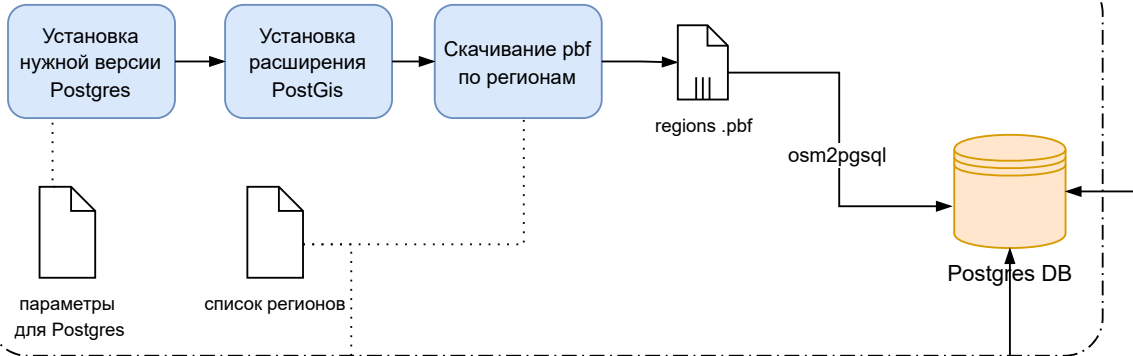 Установка
нужной версии
Postgres
Установка
расширения
PostGis
Скачивание pbf
по регионам
regions .pbf
osm2pgsql
Postgres DB
параметры
для Postgres
список регионов